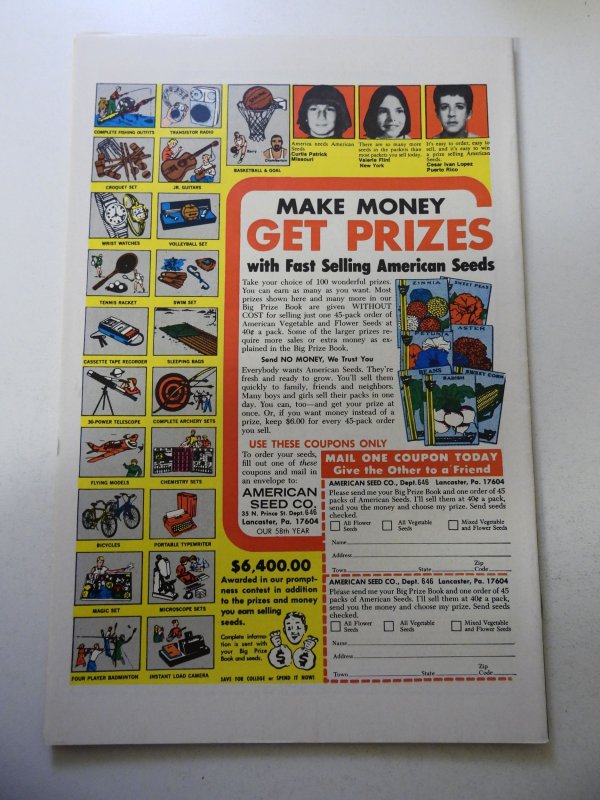 COMPLETE FISHING OUTFITS
TRANSISTOR RADIO
CROQUET SET
JR. GUITARS
WRIST WATCHES
VOLLEYBALL SET
TENNIS RACKET
SWIM SET
CASSETTE TAPE RECORDER
SLEEPING BAGS
30-POWER TELESCOPE
COMPLETE ARCHERY SETS
FLYING MODELS
CHEMISTRY SETS
BICYCLES
PORTABLE TYPEWRITER
MAGIC SET
MICROSCOPE SETS
FOUR PLAYER BADMINTON
INSTANT LOAD CAMERA
BASKETBALL & GOAL
America needs American
Seeds
Curtis Patrick
Missouri
There are so many more
seeds in the packets than
most packets you sell today.
Valerie Flini
New York
It's easy to order, easy to
sell, and it's easy to win
a prize selling American
Seeds.
Cesar Ivan Lopez
Puerto Rico
MAKE MONEY
GET PRIZES
with Fast Selling American Seeds
Take your choice of 100 wonderful prizes.
You can earn as many as you want. Most
prizes shown here and many more in our
Big Prize Book are given WITHOUT
COST for selling just one 45-pack order of
American Vegetable and Flower Seeds at
40¢ a pack. Some of the larger prizes re-
quire more sales or extra money as ex-
plained in the Big Prize Book.
Send NO MONEY, We Trust You
Everybody wants American Seeds. They're
fresh and ready to grow. You'll sell them
quickly to family, friends and neighbors.
Many boys and girls sell their packs in one
day. You can, too—and get your prize at
once. Or, if you want money instead of a
prize, keep $6.00 for every 45-pack order
you sell.
ZINNIA
SWEET PEAS
PETUNIA
ASTER
BEANS
RADISH
SWEET CORN
USE THESE COUPONS ONLY
To order your seeds,
fill out one of these
coupons and mail in
an envelope to:
AMERICAN
SEED CO.
35 N. Prince St. Dept. 646
Lancaster, Pa. 17604
OUR 58th YEAR
$6,400.00
Awarded in our prompt-
ness contest in addition
to the prizes and money
you earn selling
seeds.
Complete informa-
tion is sent with
your Big Prize
Book and seeds.
$ $
SAVE FOR COLLEGE or SPEND IT NOW!
MAIL ONE COUPON TODAY
Give the Other to a Friend
AMERICAN SEED CO., Dept. 646 Lancaster, Pa. 17604
Please send me your Big Prize Book and one order of 45
packs of American Seeds. I'll sell them at 40¢ a pack,
send you the money and choose my prize. Send seeds
checked.
All Flower Seeds
All Vegetable Seeds
Mixed Vegetable and Flower Seeds
Name
Address
Town State Zip Code
AMERICAN SEED CO., Dept. 646 Lancaster, Pa. 17604
Please send me your Big Prize Book and one order of 45
packs of American Seeds. I'll sell them at 40¢ a pack,
send you the money and choose my prize. Send seeds
checked.
All Flower Seeds
All Vegetable Seeds
Mixed Vegetable and Flower Seeds
Name
Address
Town State Zip Code